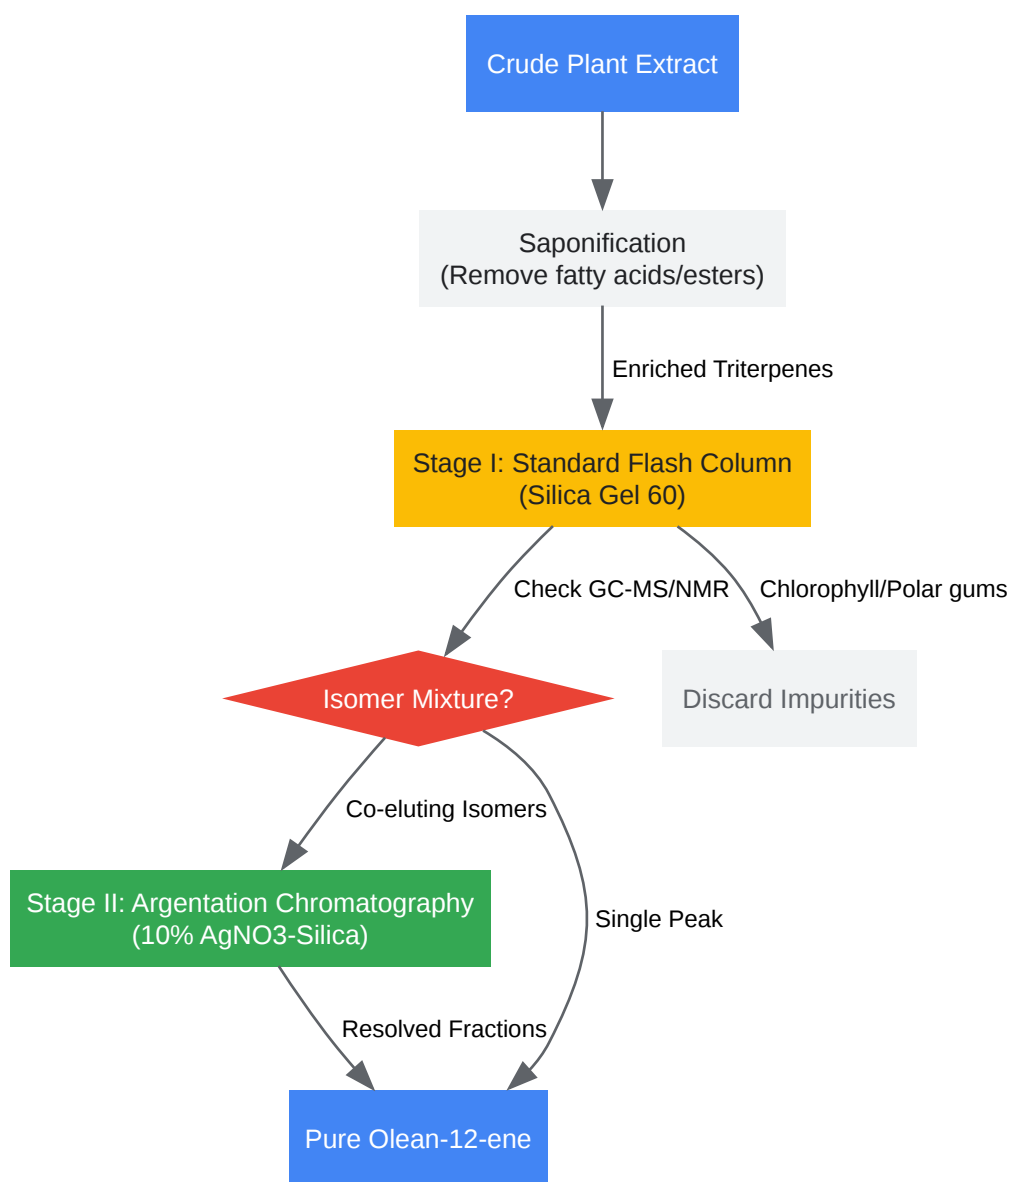 Crude Plant Extract
Saponification
(Remove fatty acids/esters)
Enriched Triterpenes
Stage I: Standard Flash Column
(Silica Gel 60)
Check GC-MS/NMR
Chlorophyll/Polar gums
Isomer Mixture?
Discard Impurities
Co-eluting Isomers
Stage II: Argentation Chromatography
(10% AgNO3-Silica)
Single Peak
Resolved Fractions
Pure Olean-12-ene